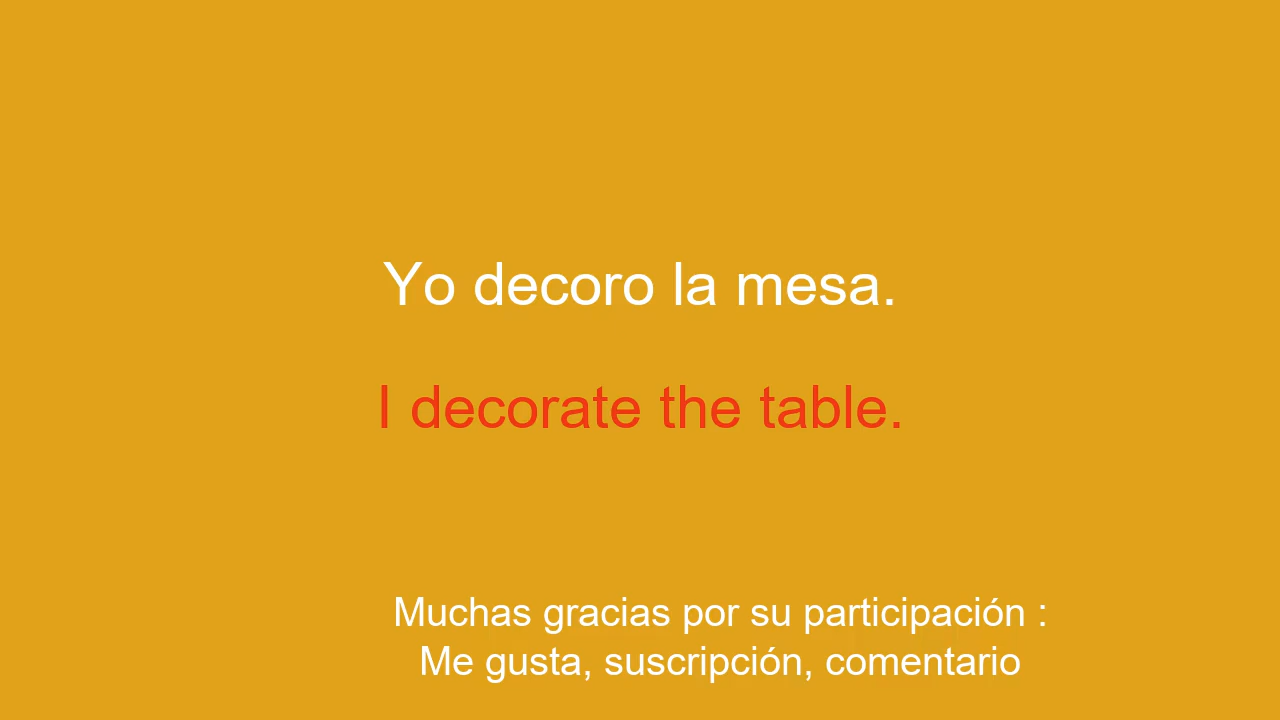 Yo decoro la mesa.
I decorate the table.
Muchas gracias por su participación :
Me gusta, suscripción, comentario